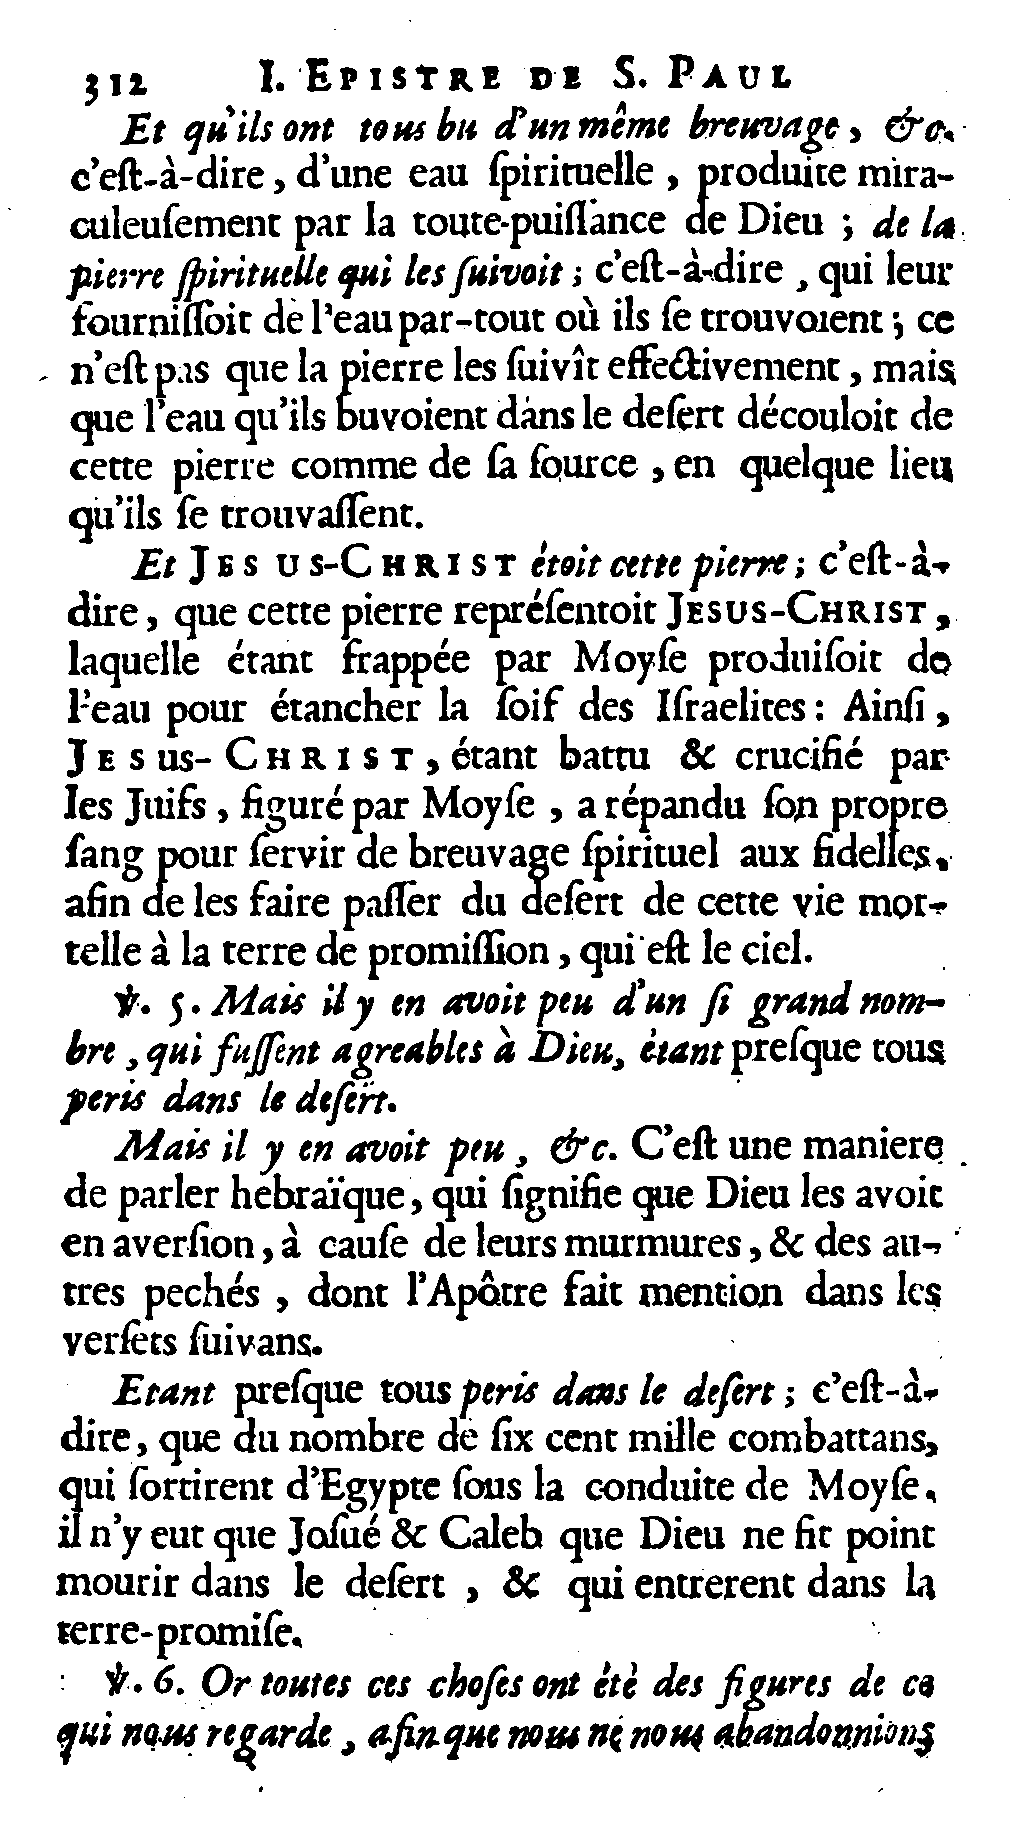 312 I. EPISTRE DE S. PAUL
Et qu'ils ont tous bu d'un même breuvage, &c.
c'eſt-à-dire, d'une eau ſpirituelle, produite mira-
culeuſement par la toute-puiſſance de Dieu ; de la
pierre ſpirituelle qui les ſuivoit ; c'eſt-à-dire, qui leur
fourniſſoit de l'eau par-tout où ils ſe trouvoient ; ce
n'eſt pas que la pierre les ſuivît effectivement, mais
que l'eau qu'ils buvoient dans le deſert découloit de
cette pierre comme de ſa ſource, en quelque lieu
qu'ils ſe trouvaſſent.
Et JESUS-CHRIST étoit cette pierre ; c'eſt-à-
dire, que cette pierre repréſentoit JESUS-CHRIST,
laquelle étant frappée par Moyſe produiſoit de
l'eau pour étancher la ſoif des Iſraelites : Ainſi,
JESUS-CHRIST, étant battu & crucifié par
les Juifs, figuré par Moyſe, a répandu ſon propre
ſang pour ſervir de breuvage ſpirituel aux fidelles,
afin de les faire paſſer du deſert de cette vie mor-
telle à la terre de promiſſion, qui eſt le ciel.
℣. 5. Mais il y en avoit peu d'un ſi grand nom-
bre, qui fuſſent agreables à Dieu, étant preſque tous
peris dans le deſert.
Mais il y en avoit peu, &c. C'eſt une maniere
de parler hebraïque, qui ſignifie que Dieu les avoit
en averſion, à cauſe de leurs murmures, & des au-
tres pechés, dont l'Apôtre fait mention dans les
verſets ſuivans.
Etant preſque tous peris dans le deſert ; c'eſt-à-
dire, que du nombre de ſix cent mille combattans,
qui ſortirent d'Egypte ſous la conduite de Moyſe,
il n'y eut que Joſué & Caleb que Dieu ne fit point
mourir dans le deſert, & qui entrerent dans la
terre-promiſe.
℣. 6. Or toutes ces choſes ont été des figures de ce
qui nous regarde, afin que nous ne nous abandonnions